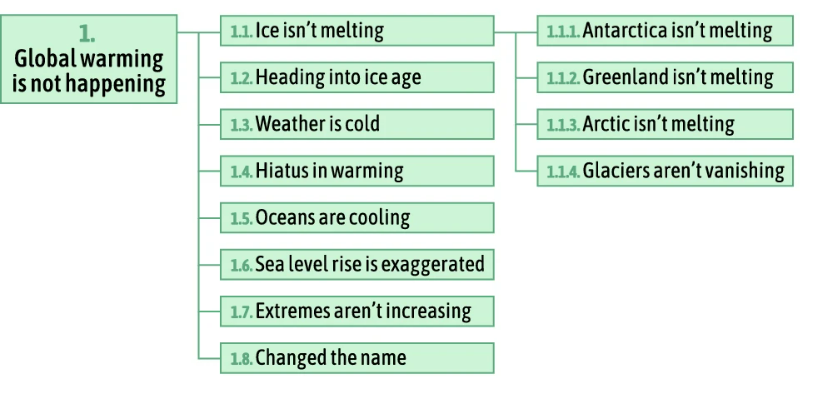 1.
Global warming
is not happening
1.1. Ice isn't melting
1.2. Heading into ice age
1.3. Weather is cold
1.4. Hiatus in warming
1.5. Oceans are cooling
1.6. Sea level rise is exaggerated
1.7. Extremes aren't increasing
1.8. Changed the name
1.1.1. Antarctica isn't melting
1.1.2. Greenland isn't melting
1.1.3. Arctic isn't melting
1.1.4. Glaciers aren't vanishing